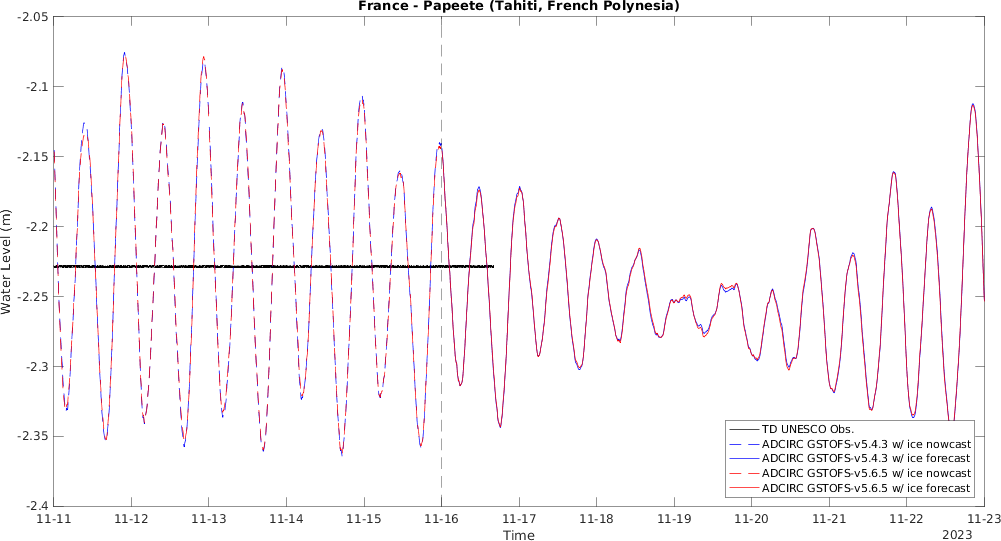 France - Papeete (Tahiti, French Polynesia)
-2.05
-2.1
-2.15
-2.2
-2.25
-2.3
-2.35
-2.4
Water Level (m)
TD UNESCO Obs.
ADCIRC GSTOFS-v5.4.3 w/ ice nowcast
ADCIRC GSTOFS-v5.4.3 w/ ice forecast
ADCIRC GSTOFS-v5.6.5 w/ ice nowcast
ADCIRC GSTOFS-v5.6.5 w/ ice forecast
11-11 11-12 11-13 11-14 11-15 11-16 11-17 11-18 11-19 11-20 11-21 11-22 11-23
Time
2023